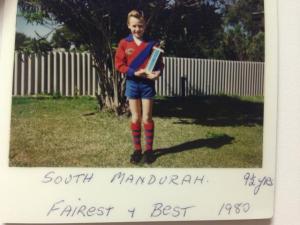 SOUTH MANDURAH. 9½ yrs
FAIREST & BEST 1980